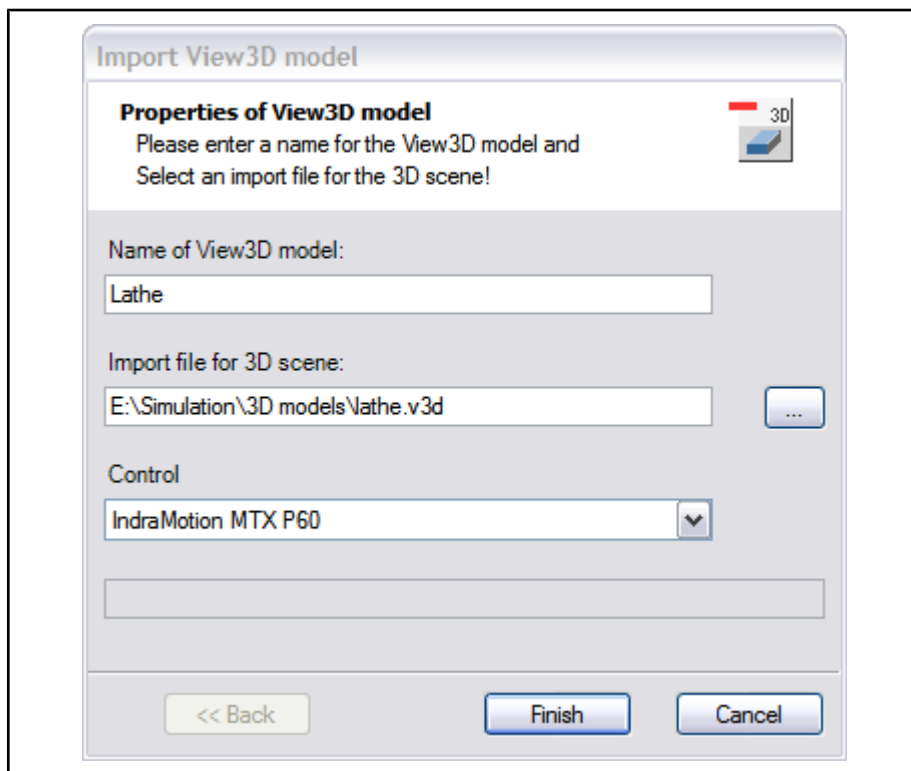 Import View3D model
Properties of View3D model
Please enter a name for the View3D model and
Select an import file for the 3D scene!
3D
Name of View3D model:
Lathe
Import file for 3D scene:
E:\Simulation\3D models\lathe.v3d
...
Control
IndraMotion MTX P60
<< Back
Finish
Cancel